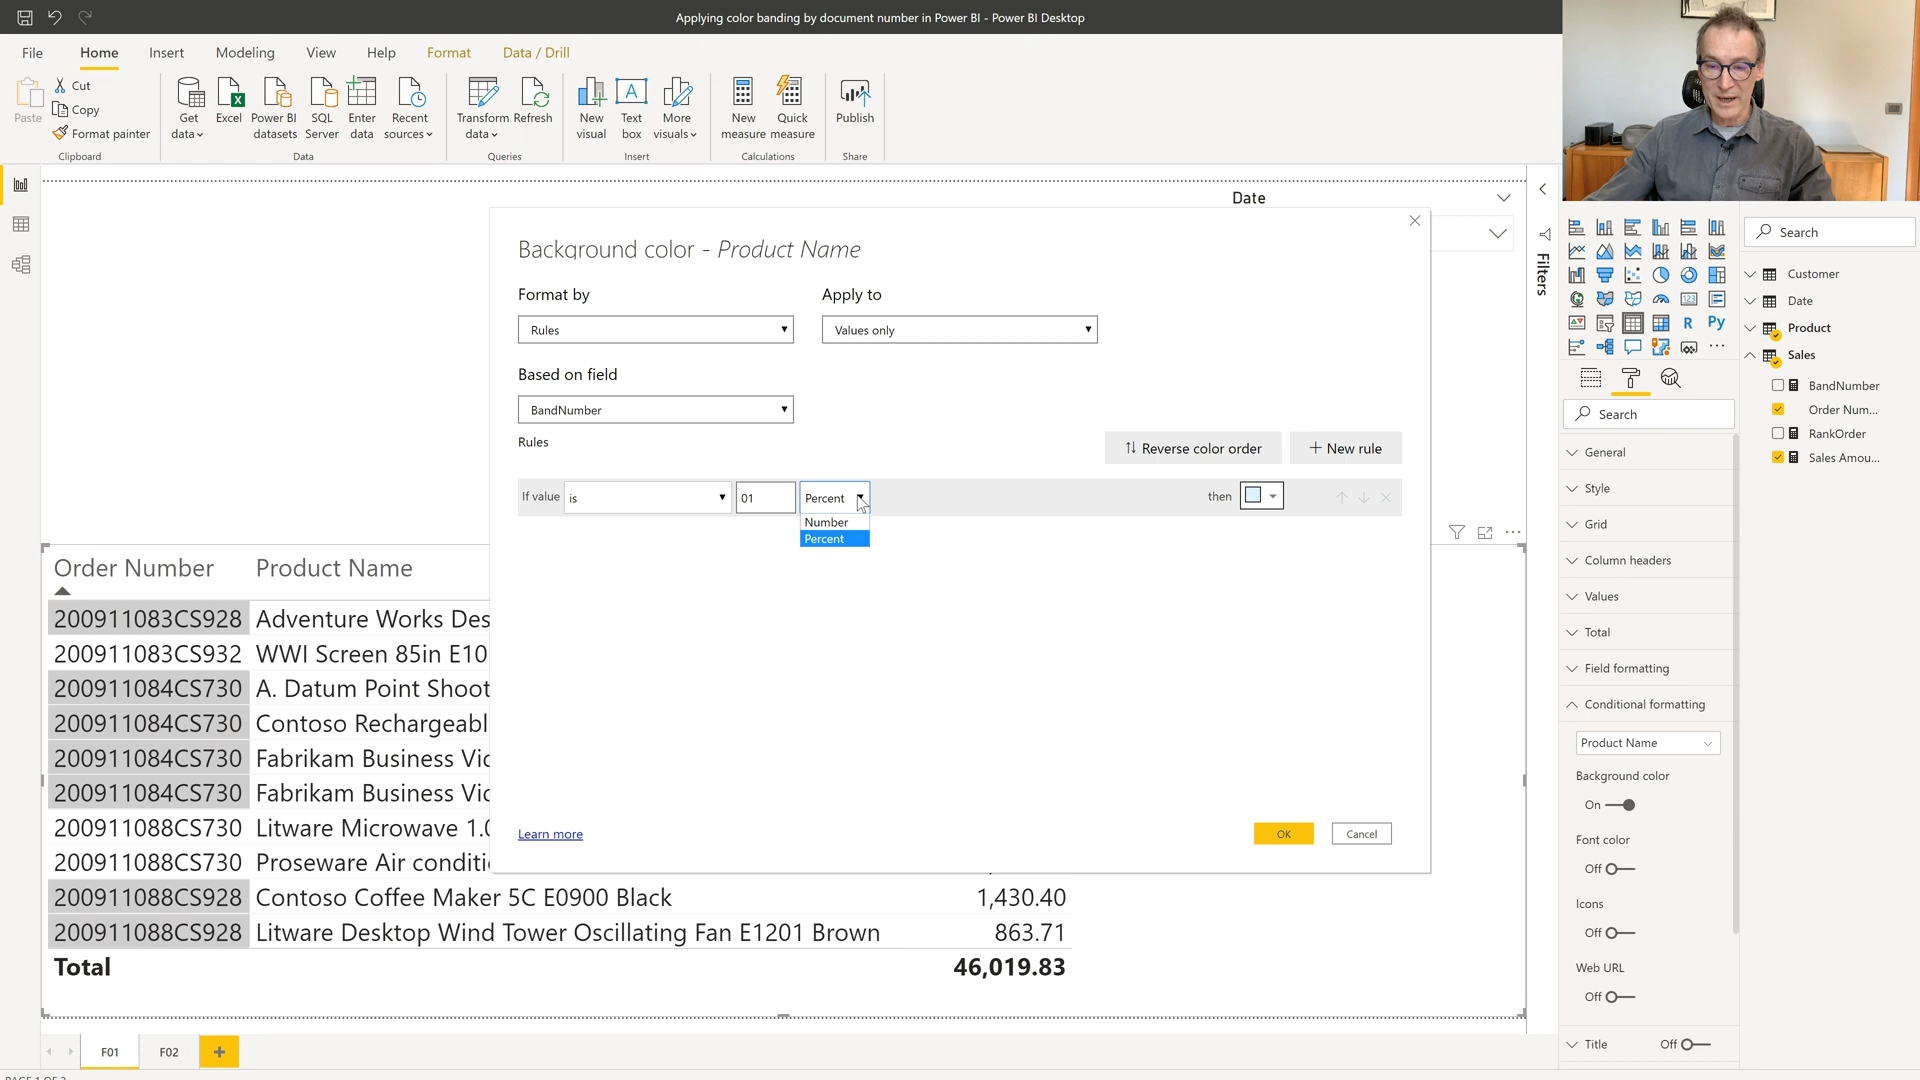 Applying color banding by document number in Power BI - Power BI Desktop
File Home Insert Modeling View Help Format Data / Drill
Paste
Cut
Copy
Format painter
Clipboard
Get data
Excel
Power BI datasets
SQL Server
Enter data
Recent sources
Data
Transform data
Refresh
Queries
New visual
Text box
More visuals
Insert
New measure
Quick measure
Calculations
Publish
Share
Date
Background color - Product Name
Format by
Rules
Apply to
Values only
Based on field
BandNumber
Rules
Reverse color order
New rule
If value is 01 Percent then
Number
Percent
Learn more
OK
Cancel
Order Number Product Name
200911083CS928 Adventure Works Des
200911083CS932 WWI Screen 85in E10
200911084CS730 A. Datum Point Shoot
200911084CS730 Contoso Rechargeabl
200911084CS730 Fabrikam Business Vic
200911084CS730 Fabrikam Business Vic
200911088CS730 Litware Microwave 1.0
200911088CS730 Proseware Air conditi
200911088CS928 Contoso Coffee Maker 5C E0900 Black 1,430.40
200911088CS928 Litware Desktop Wind Tower Oscillating Fan E1201 Brown 863.71
Total 46,019.83
F01 F02
Filters
R Py
123
Search
General
Style
Grid
Column headers
Values
Total
Field formatting
Conditional formatting
Product Name
Background color
On
Font color
Off
Icons
Off
Web URL
Off
Title Off
Search
Customer
Date
Product
Sales
BandNumber
Order Num...
RankOrder
Sales Amou...